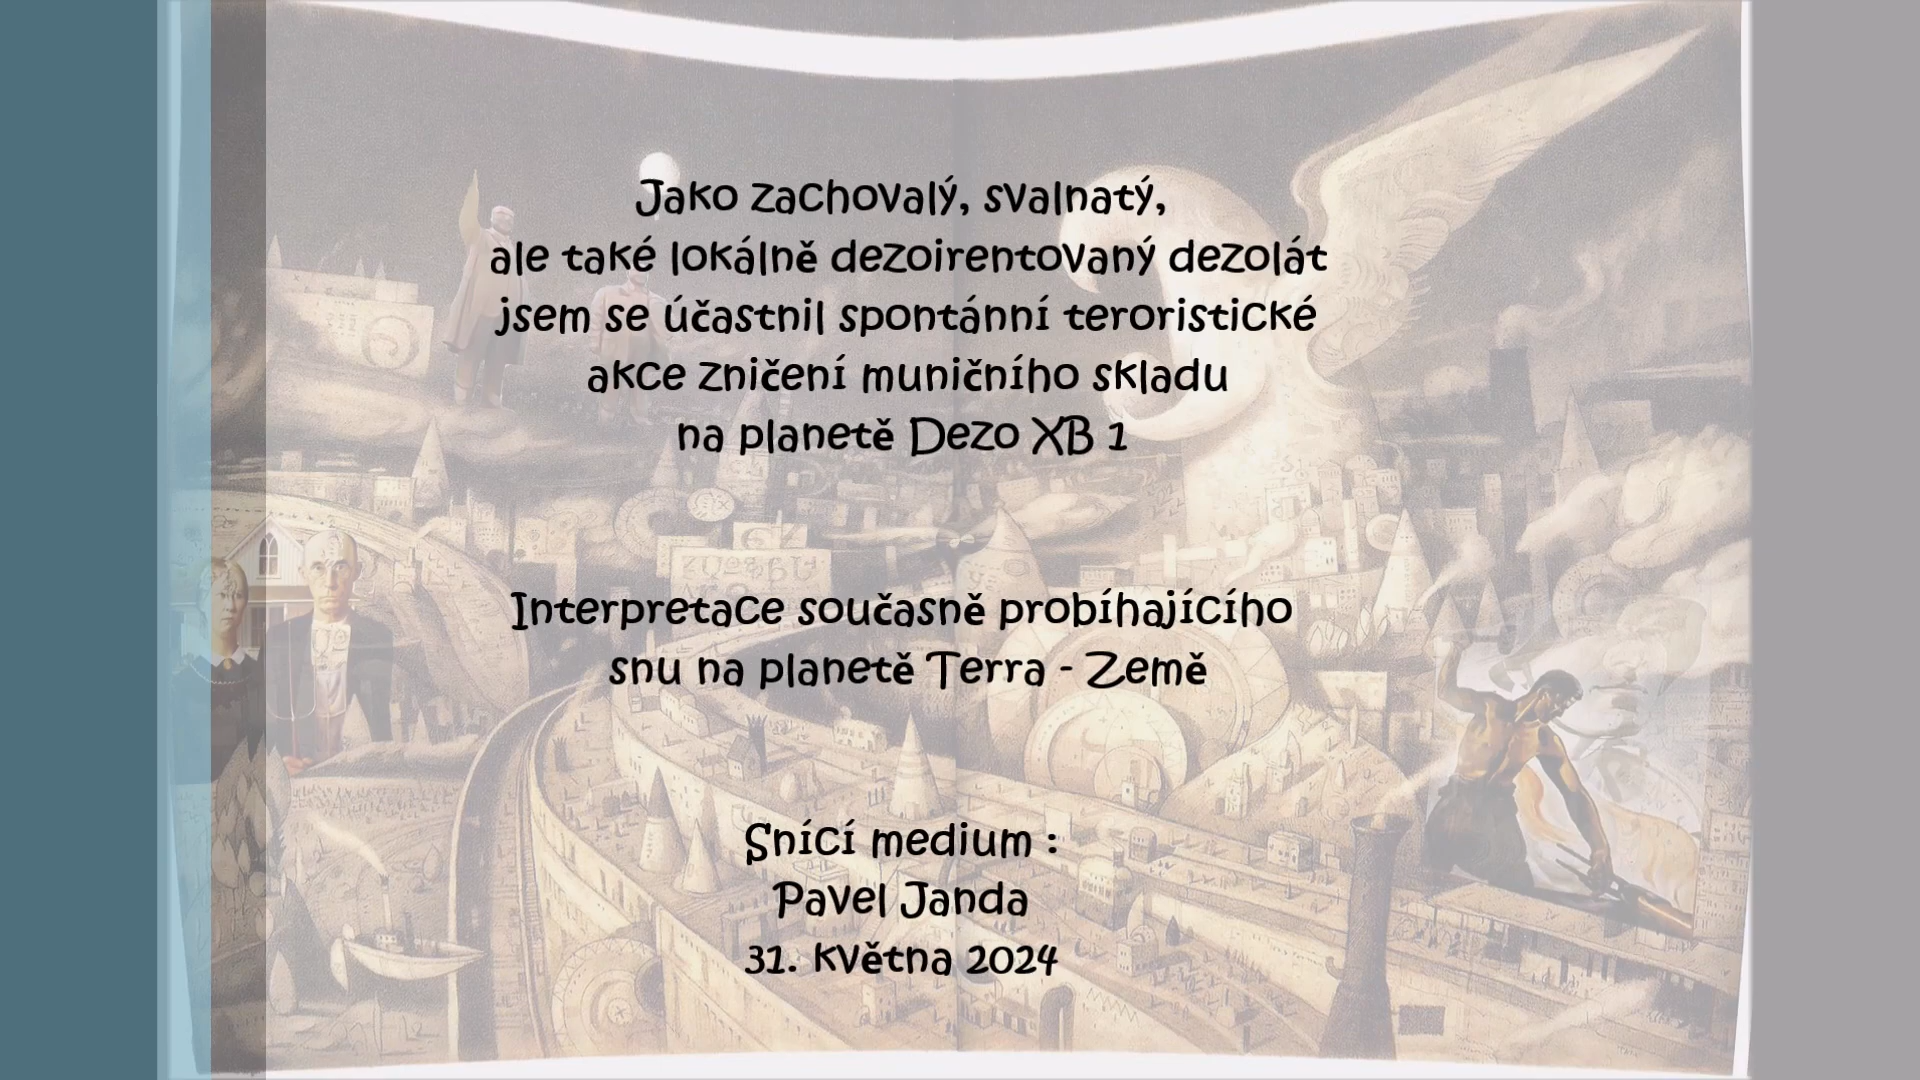 Jako zachovalý, svalnatý,
ale také lokálně dezoirentovaný dezolát
jsem se účastnil spontánní teroristické
akce zničení muničního skladu
na planetě Dezo XB 1
Interpretace současně probíhajícího
snu na planetě Terra - Země
Snící medium :
Pavel Janda
31. května 2024